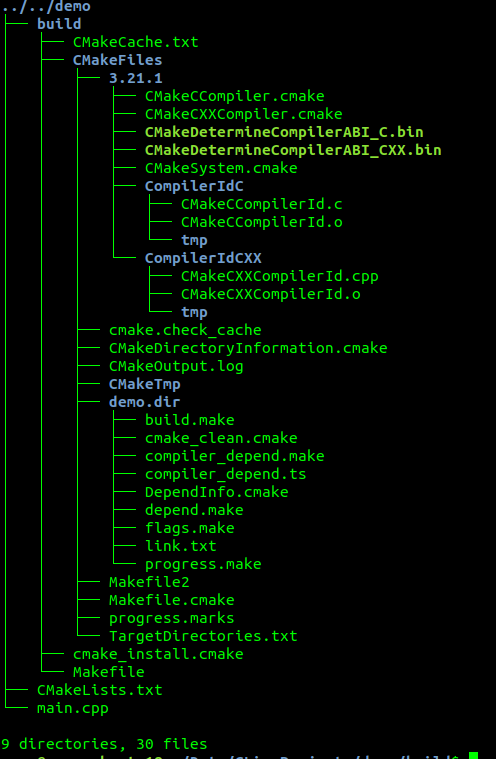 ../../demo
├── build
│   ├── CMakeCache.txt
│   ├── CMakeFiles
│   │   ├── 3.21.1
│   │   │   ├── CMakeCCompiler.cmake
│   │   │   ├── CMakeCXXCompiler.cmake
│   │   │   ├── CMakeDetermineCompilerABI_C.bin
│   │   │   ├── CMakeDetermineCompilerABI_CXX.bin
│   │   │   ├── CMakeSystem.cmake
│   │   │   ├── CompilerIdC
│   │   │   │   ├── CMakeCCompilerId.c
│   │   │   │   ├── CMakeCCompilerId.o
│   │   │   │   └── tmp
│   │   │   └── CompilerIdCXX
│   │   │       ├── CMakeCXXCompilerId.cpp
│   │   │       ├── CMakeCXXCompilerId.o
│   │   │       └── tmp
│   │   ├── cmake.check_cache
│   │   ├── CMakeDirectoryInformation.cmake
│   │   ├── CMakeOutput.log
│   │   ├── CMakeTmp
│   │   ├── demo.dir
│   │   │   ├── build.make
│   │   │   ├── cmake_clean.cmake
│   │   │   ├── compiler_depend.make
│   │   │   ├── compiler_depend.ts
│   │   │   ├── DependInfo.cmake
│   │   │   ├── depend.make
│   │   │   ├── flags.make
│   │   │   ├── link.txt
│   │   │   └── progress.make
│   │   ├── Makefile2
│   │   ├── Makefile.cmake
│   │   ├── progress.marks
│   │   └── TargetDirectories.txt
│   ├── cmake_install.cmake
│   └── Makefile
├── CMakeLists.txt
└── main.cpp
9 directories, 30 files